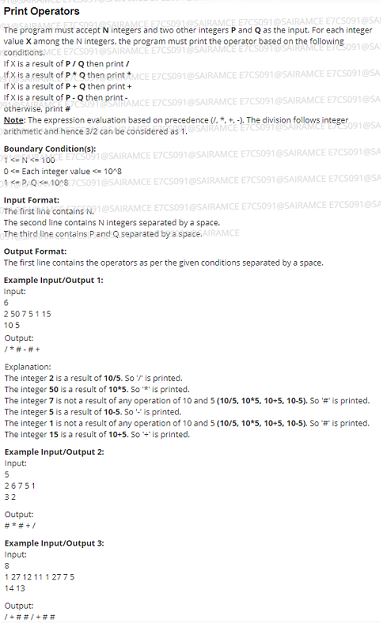 Print Operators
The program must accept N integers and two other integers P and Q as the input. For each integer
value X among the N integers, the program must print the operator based on the following
conditions.
If X is a result of P / Q then print /
If X is a result of P * Q then print *
If X is a result of P + Q then print +
If X is a result of P - Q then print -
otherwise, print #
Note: The expression evaluation based on precedence (/, *, +, -). The division follows integer
arithmetic and hence 3/2 can be considered as 1.
Boundary Condition(s):
1 <= N <= 100
0 <= Each integer value <= 10^8
1 <= P, Q <= 10^8
Input Format:
The first line contains N.
The second line contains N integers separated by a space.
The third line contains P and Q separated by a space.
Output Format:
The first line contains the operators as per the given conditions separated by a space.
Example Input/Output 1:
Input:
6
2 50 7 5 1 15
10 5
Output:
/ * # - # +
Explanation:
The integer 2 is a result of 10/5. So '/' is printed.
The integer 50 is a result of 10*5. So '*' is printed.
The integer 7 is not a result of any operation of 10 and 5 (10/5, 10*5, 10+5, 10-5). So '#' is printed.
The integer 5 is a result of 10-5. So '-' is printed.
The integer 1 is not a result of any operation of 10 and 5 (10/5, 10*5, 10+5, 10-5). So '#' is printed.
The integer 15 is a result of 10+5. So '+' is printed.
Example Input/Output 2:
Input:
5
2 6 7 5 1
3 2
Output:
# * # + /
Example Input/Output 3:
Input:
8
1 27 12 11 1 27 7 5
14 13
Output:
/ + # # / + # #